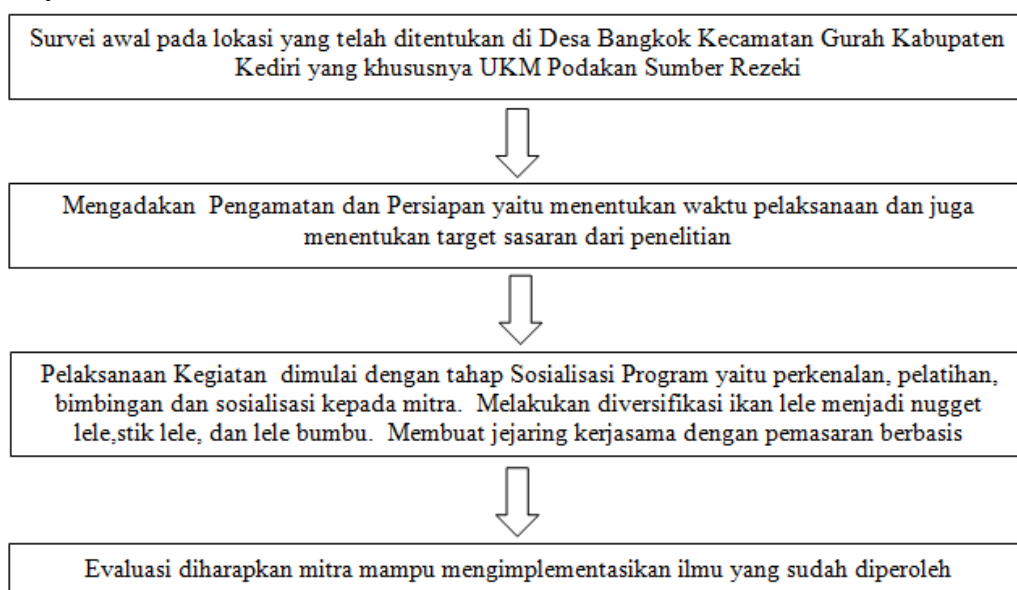 Survei awal pada lokasi yang telah ditentukan di Desa Bangkok Kecamatan Gurah Kabupaten
Kediri yang khususnya UKM Podakan Sumber Rezeki
Mengadakan Pengamatan dan Persiapan yaitu menentukan waktu pelaksanaan dan juga
menentukan target sasaran dari penelitian
Pelaksanaan Kegiatan dimulai dengan tahap Sosialisasi Program yaitu perkenalan, pelatihan,
bimbingan dan sosialisasi kepada mitra. Melakukan diversifikasi ikan lele menjadi nugget
lele,stik lele, dan lele bumbu. Membuat jejaring kerjasama dengan pemasaran berbasis
Evaluasi diharapkan mitra mampu mengimplementasikan ilmu yang sudah diperoleh